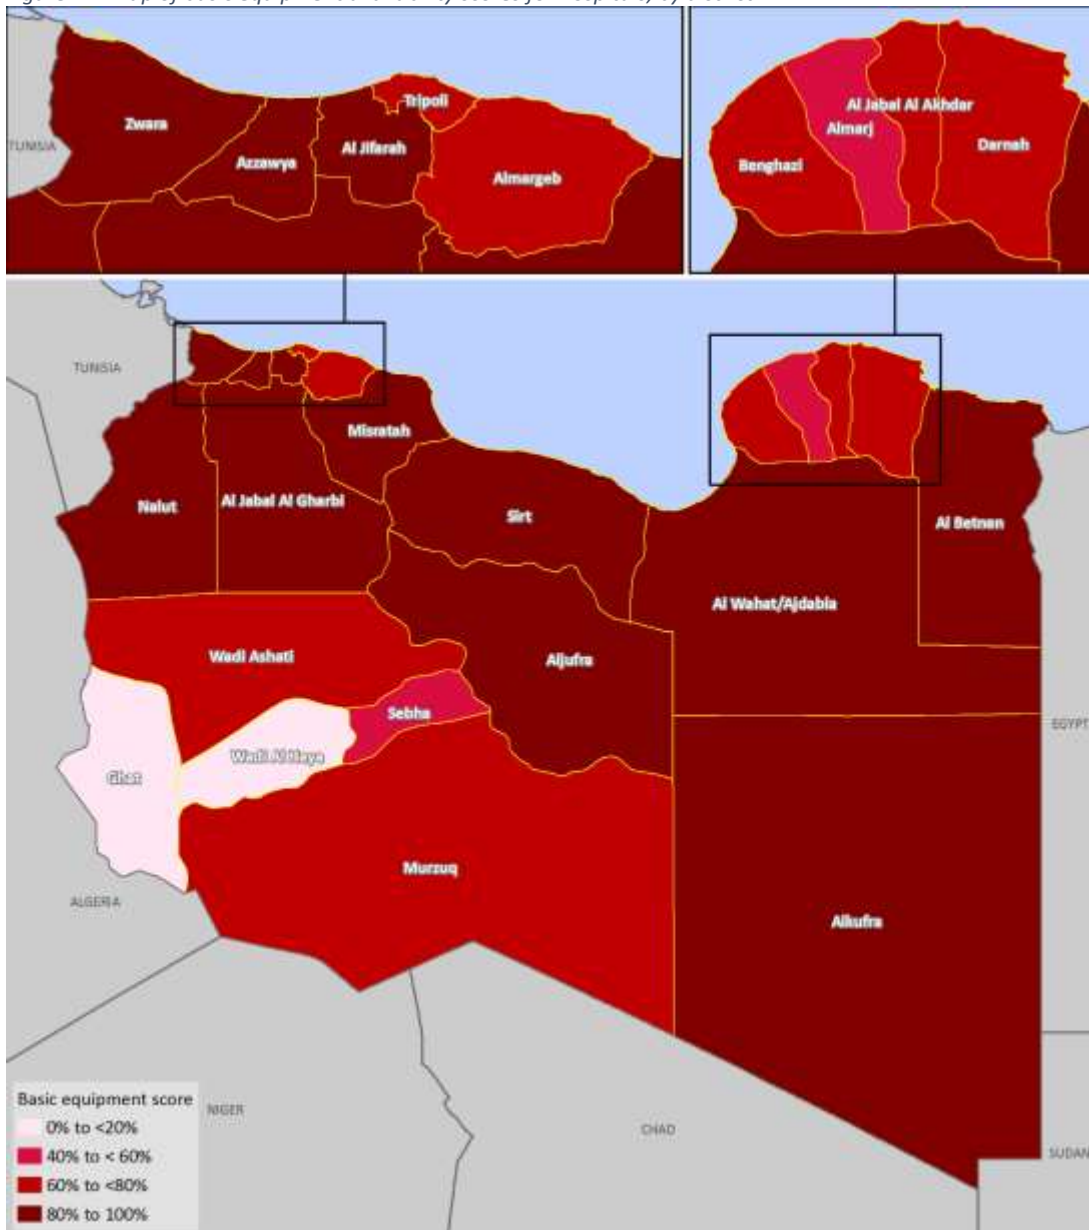 TUNISIA
Zwara
Azzawya
Al Jifarah
Tripoli
Almargeb
Al Jabal Al Akhdar
Almarj
Benghazi
Darnah
TUNISIA
Misratah
Nalut
Al Jabal Al Gharbi
Sirt
Al Betnan
Al Wahat/Ajdabia
Wadi Ashati
Aljufra
Sebha
Wadi Al Haya
Ghat
EGYPT
Murzuq
Alkufra
ALGERIA
NIGER
CHAD
SUDAN
Basic equipment score
0% to <20%
40% to < 60%
60% to <80%
80% to 100%